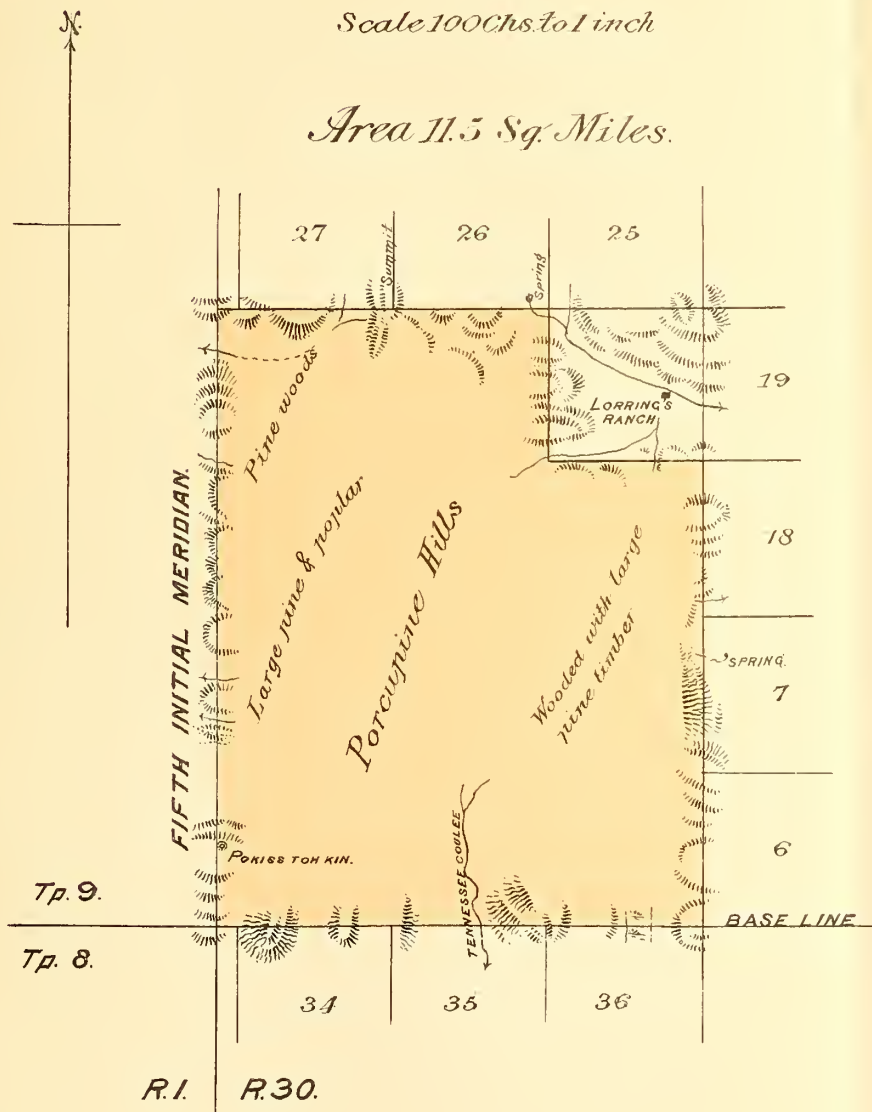 N.
Scale 100 Chs. to 1 inch
Area 11.5 Sq. Miles.
27
Summit
26
Spring
25
19
LORRING'S
RANCH
Pine woods
Large pine & poplar
Porcupine Hills
Wooded with large
pine timber
18
SPRING.
7
FIFTH INITIAL MERIDIAN.
POKISS TOH KIN.
TENNESSEE COULEE
6
Tp. 9.
BASE LINE
Tp. 8.
34
35
36
R.1.
R.30.